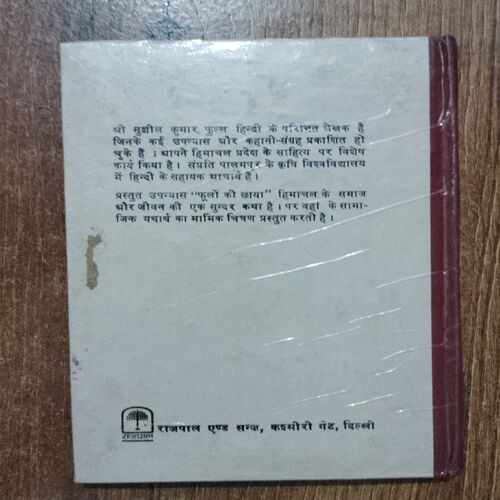 श्री सुशील कुमार फुल्ल हिन्दी के परिचित लेखक हैं
जिनके कई उपन्यास और कहानी-संग्रह प्रकाशित हो
चुके हैं । आपने हिमाचल प्रदेश के साहित्य पर विशेष
कार्य किया है । संप्रति पालमपुर के कृषि विश्वविद्यालय
में हिन्दी के सहायक आचार्य हैं ।
प्रस्तुत उपन्यास "फूलों की छाया" हिमाचल के समाज
और जीवन की एक सुन्दर कथा है । पर वहां के सामा-
जिक यथार्थ का मार्मिक चित्रण प्रस्तुत करती है ।
राजपाल
राजपाल एण्ड सन्ज़, कश्मीरी गेट, दिल्ली